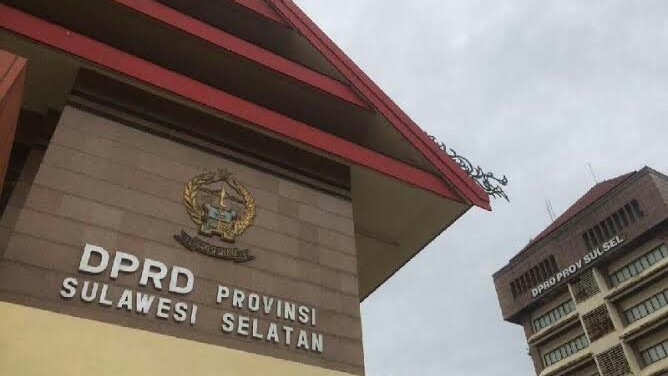 DPRD PROVINSI
SULAWESI SELATAN
DPRD PROV SULSEL